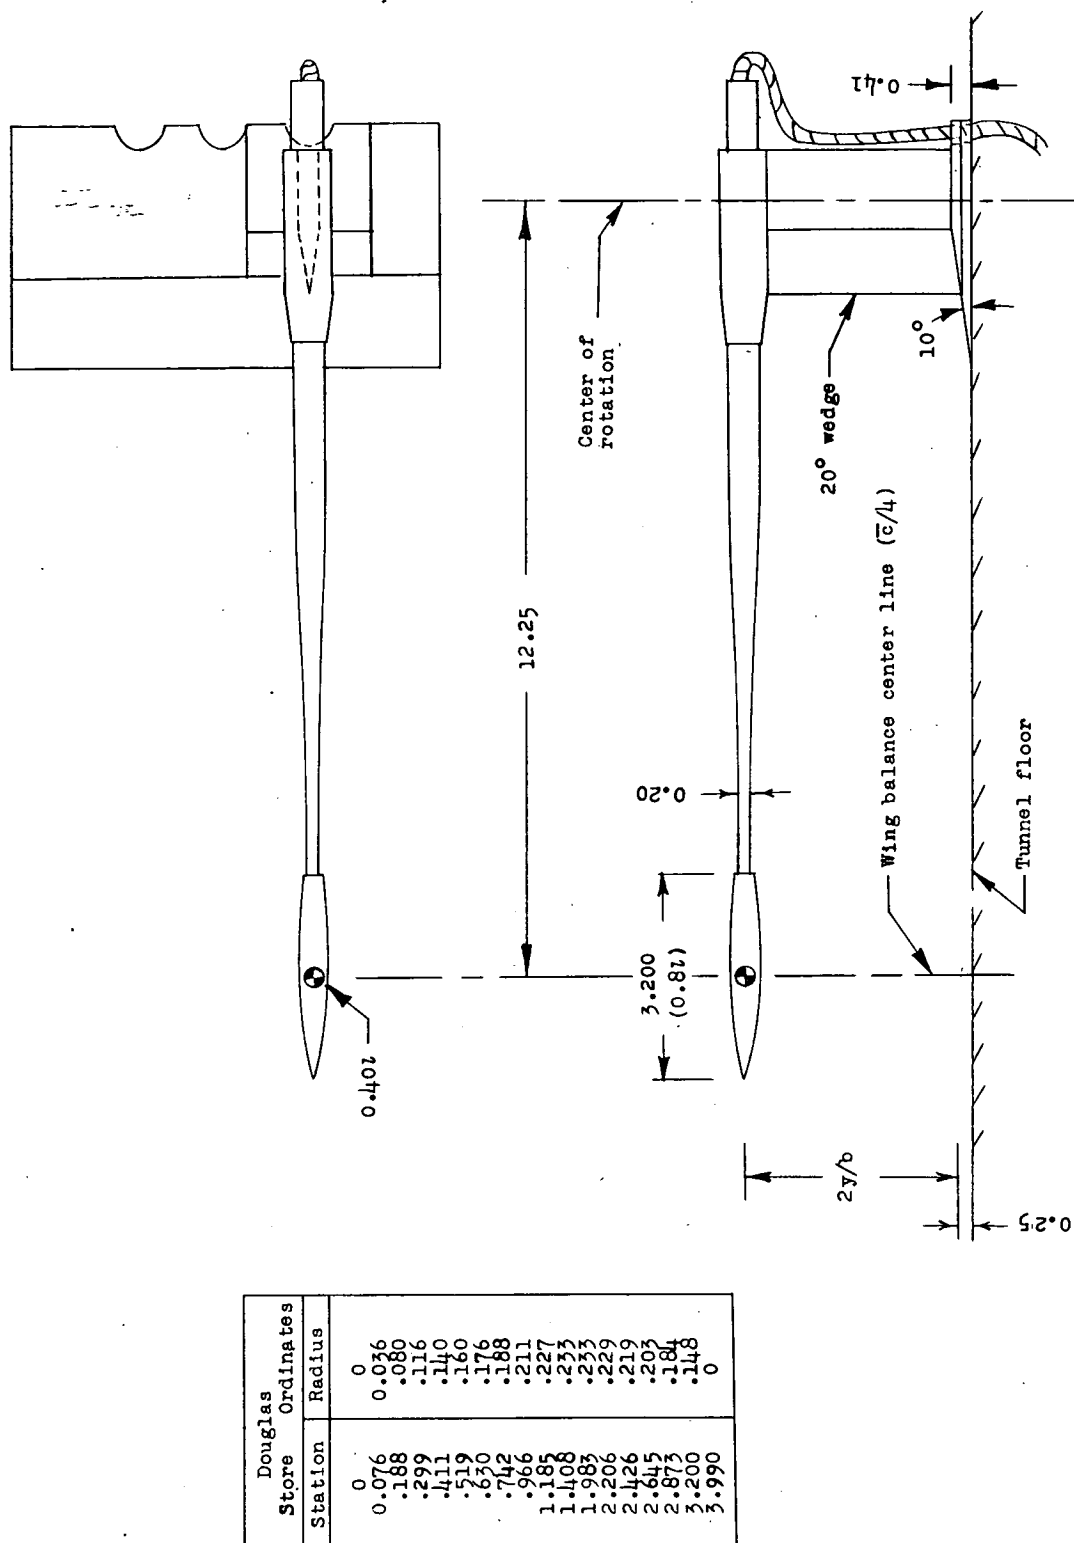 Center of
rotation
12.25
0.41
10°
20° wedge
Wing balance center line (c̅/4)
0.20
Tunnel floor
3.200
(0.8l)
0.40l
2y/b
0.25
Douglas
Store Ordinates
Station Radius
0 0
0.076 0.036
.188 .080
.299 .116
.411 .140
.519 .160
.630 .176
.742 .188
.966 .211
1.185 .227
1.408 .233
1.983 .233
2.206 .229
2.426 .219
2.645 .203
2.873 .184
3.200 .148
3.990 0